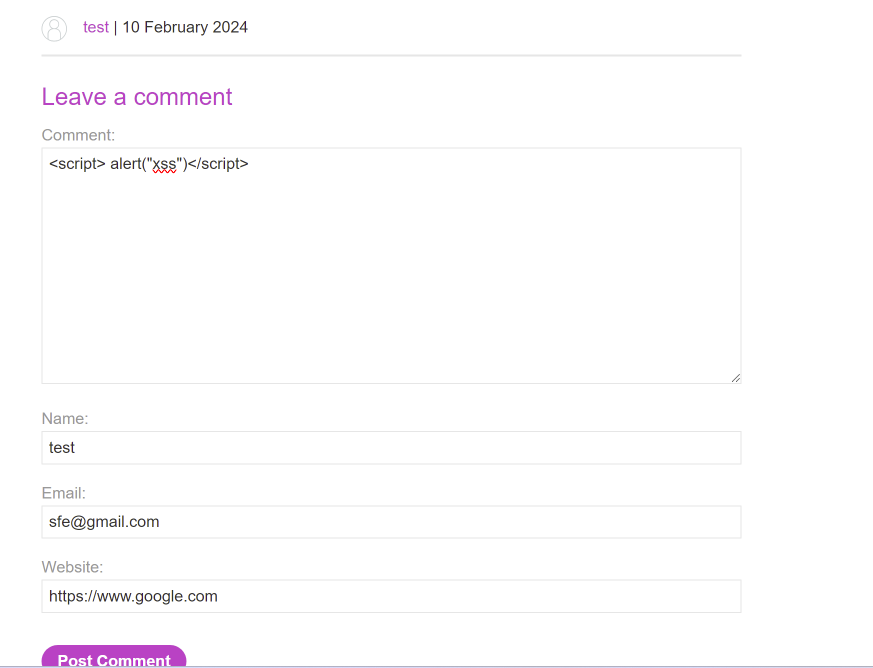 test | 10 February 2024
Leave a comment
Comment:
<script> alert("xss")</script>
Name:
test
Email:
sfe@gmail.com
Website:
https://www.google.com
Post Comment